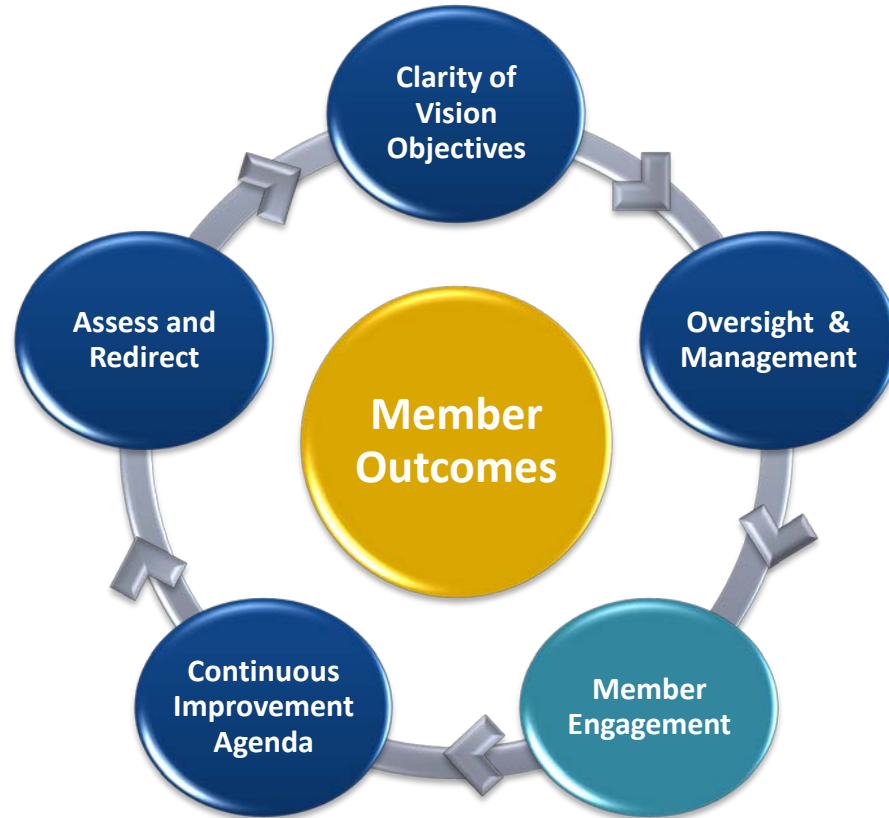 Clarity of
Vision
Objectives
Assess and
Redirect
Oversight &
Management
Member
Outcomes
Continuous
Improvement
Agenda
Member
Engagement